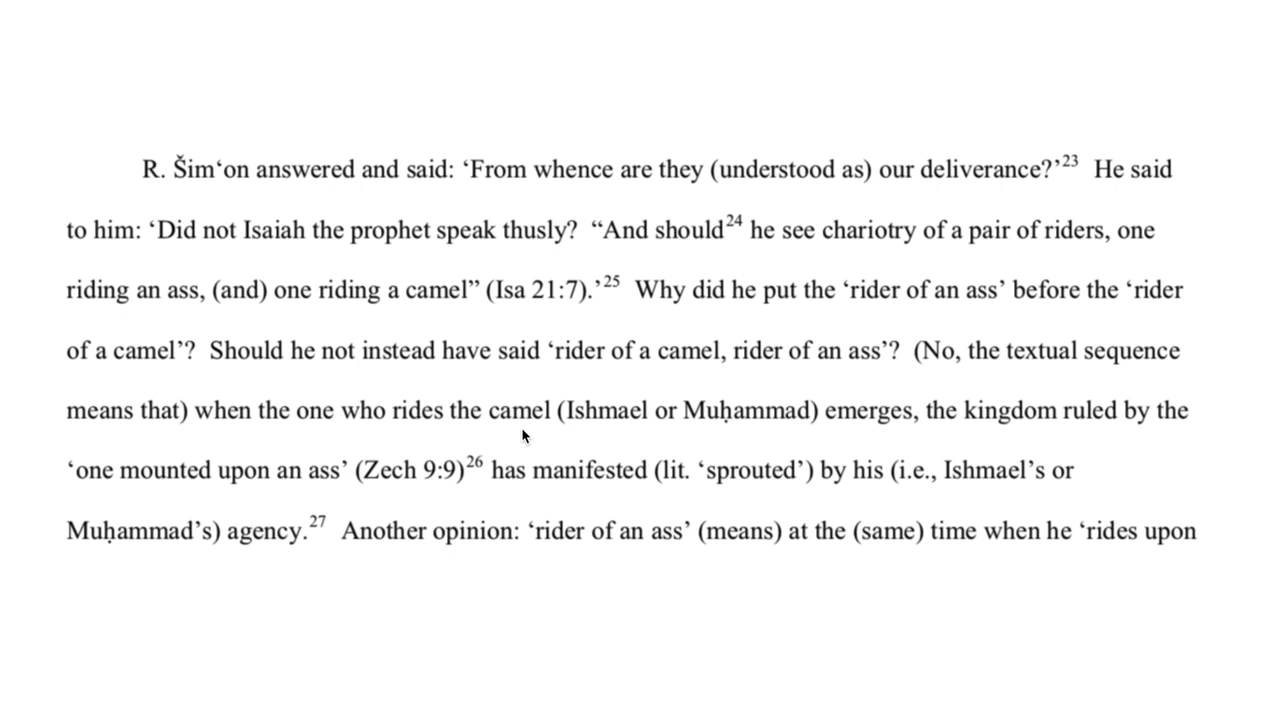 R. Šim‘on answered and said: ‘From whence are they (understood as) our deliverance?’23 He said
to him: ‘Did not Isaiah the prophet speak thusly? “And should24 he see chariotry of a pair of riders, one
riding an ass, (and) one riding a camel” (Isa 21:7).’25 Why did he put the ‘rider of an ass’ before the ‘rider
of a camel’? Should he not instead have said ‘rider of a camel, rider of an ass’? (No, the textual sequence
means that) when the one who rides the camel (Ishmael or Muḥammad) emerges, the kingdom ruled by the
‘one mounted upon an ass’ (Zech 9:9)26 has manifested (lit. ‘sprouted’) by his (i.e., Ishmael’s or
Muḥammad’s) agency.27 Another opinion: ‘rider of an ass’ (means) at the (same) time when he ‘rides upon